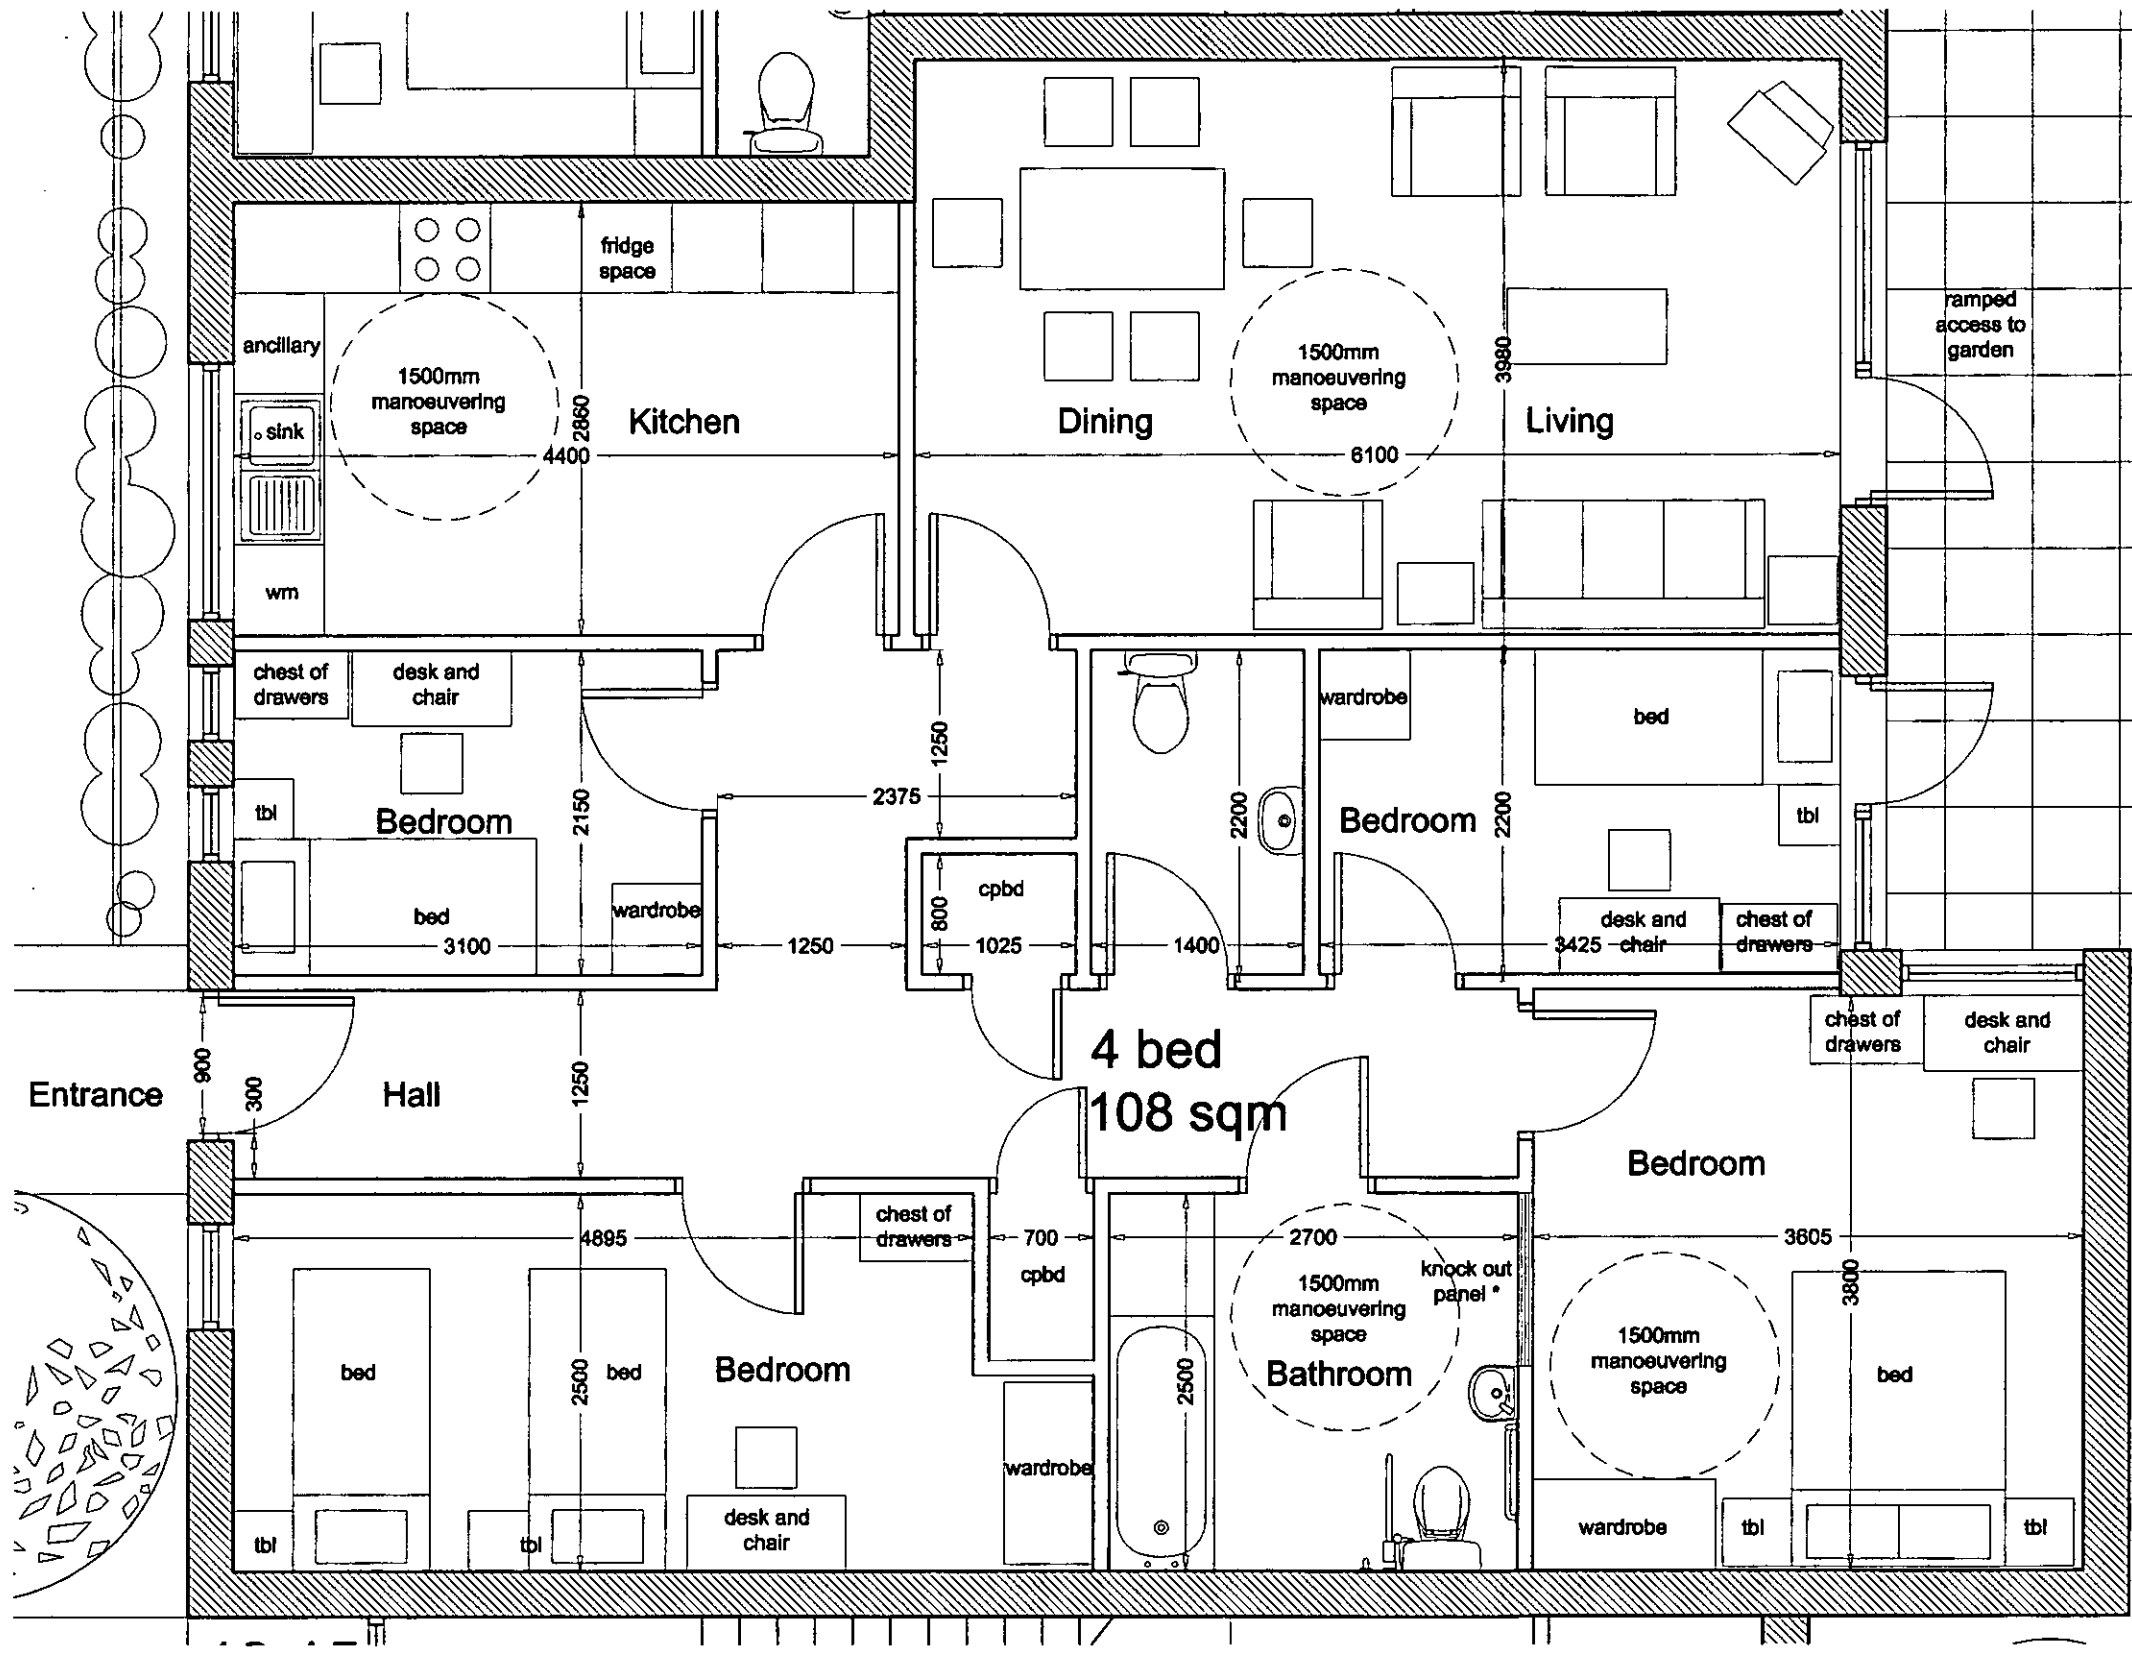 fridge
space
ancillary
1500mm
manoeuvering
space
sink
2860
Kitchen
4400
wm
1500mm
manoeuvering
space
3980
Dining
Living
6100
ramped
access to
garden
chest of
drawers
desk and
chair
tbl
Bedroom
2150
bed
wardrobe
3100
1250
2375
1250
cpbd
800
1025
2200
1400
wardrobe
bed
Bedroom
2200
tbl
desk and
chair
chest of
drawers
3425
Entrance
900
300
Hall
1250
4 bed
108 sqm
chest of
drawers
desk and
chair
Bedroom
4895
chest of
drawers
700
cpbd
2700
knock out
panel *
1500mm
manoeuvering
space
Bathroom
2500
3605
3800
1500mm
manoeuvering
space
bed
bed
bed
2500
Bedroom
wardrobe
desk and
chair
tbl
tbl
wardrobe
tbl
tbl